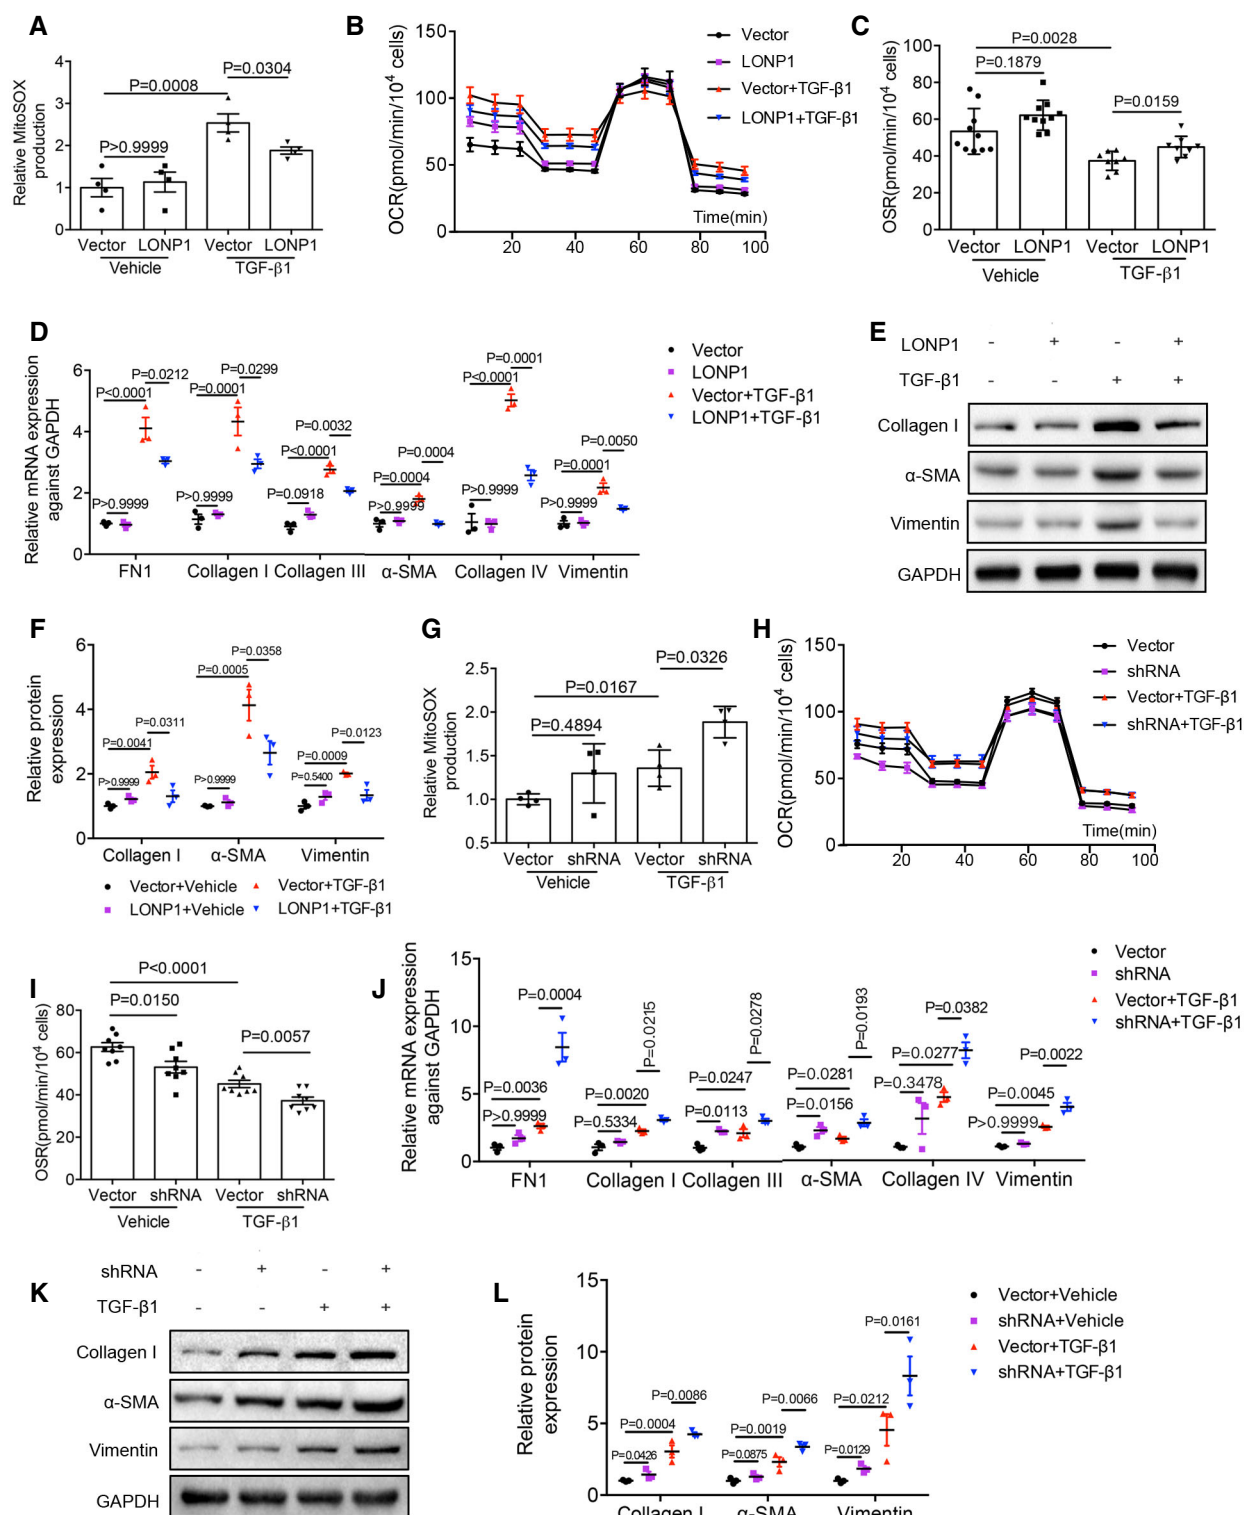 A
Relative MitoSOX
production
4
3
2
1
0
P=0.0304
P=0.0008
P>0.9999
Vector LONP1 Vector LONP1
Vehicle TGF-β1
B
OCR(pmol/min/10⁴ cells)
150
100
50
0
20 40 60 80 100
Time(min)
Vector
LONP1
Vector+TGF-β1
LONP1+TGF-β1
C
OSR(pmol/min/10⁴ cells)
100
80
60
40
20
0
P=0.0028
P=0.1879
P=0.0159
Vector LONP1 Vector LONP1
Vehicle TGF-β1
D
Relative mRNA expression
against GAPDH
6
4
2
0
P=0.0212
P<0.0001
P>0.9999
P=0.0299
P=0.0001
P>0.9999
P=0.0032
P<0.0001
P=0.0918
P=0.0004
P=0.0004
P>0.9999
P=0.0001
P<0.0001
P>0.9999
P=0.0050
P=0.0001
P>0.9999
FN1 Collagen I Collagen III α-SMA Collagen IV Vimentin
Vector
LONP1
Vector+TGF-β1
LONP1+TGF-β1
E
LONP1 - + - +
TGF-β1 - - + +
Collagen I
α-SMA
Vimentin
GAPDH
F
Relative protein
expression
6
4
2
0
P=0.0311
P=0.0041
P>0.9999
P=0.0358
P=0.0005
P>0.9999
P=0.0123
P=0.0009
P=0.5400
Collagen I α-SMA Vimentin
Vector+Vehicle Vector+TGF-β1
LONP1+Vehicle LONP1+TGF-β1
G
Relative MitoSOX
production
2.5
2.0
1.5
1.0
0.5
P=0.0326
P=0.0167
P=0.4894
Vector shRNA Vector shRNA
Vehicle TGF-β1
H
OCR(pmol/min/10⁴ cells)
150
100
50
0
20 40 60 80 100
Time(min)
Vector
shRNA
Vector+TGF-β1
shRNA+TGF-β1
I
OSR(pmol/min/10⁴ cells)
80
60
40
20
0
P<0.0001
P=0.0150
P=0.0057
Vector shRNA Vector shRNA
Vehicle TGF-β1
J
Relative mRNA expression
against GAPDH
15
10
5
0
P=0.0004
P=0.0036
P>0.9999
P=0.0215
P=0.0020
P=0.5334
P=0.0278
P=0.0247
P=0.0113
P=0.0193
P=0.0281
P=0.0156
P=0.0382
P=0.0277
P=0.3478
P=0.0022
P=0.0045
P>0.9999
FN1 Collagen I Collagen III α-SMA Collagen IV Vimentin
Vector
shRNA
Vector+TGF-β1
shRNA+TGF-β1
K
shRNA - + - +
TGF-β1 - - + +
Collagen I
α-SMA
Vimentin
GAPDH
L
Relative protein
expression
15
10
5
0
P=0.0086
P=0.0004
P=0.0426
P=0.0066
P=0.0019
P=0.0875
P=0.0161
P=0.0212
P=0.0129
Collagen I α-SMA Vimentin
Vector+Vehicle
shRNA+Vehicle
Vector+TGF-β1
shRNA+TGF-β1